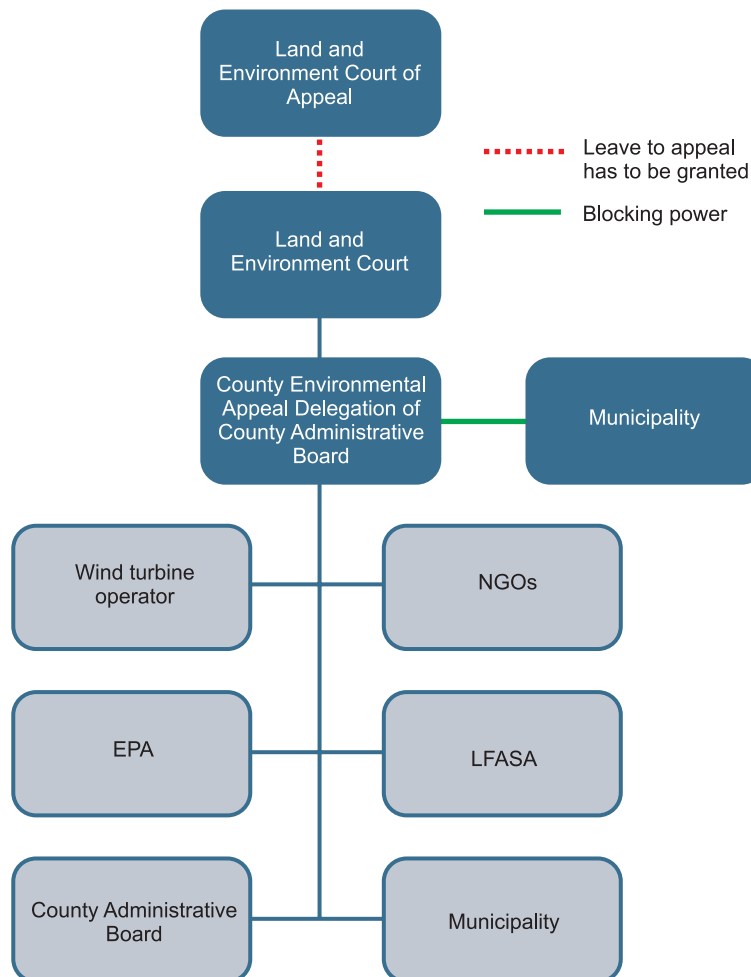 Land and
Environment Court of
Appeal
Leave to appeal
has to be granted
Blocking power
Land and
Environment Court
County Environmental
Appeal Delegation of
County Administrative
Board
Municipality
Wind turbine
operator
NGOs
EPA
LFASA
County Administrative
Board
Municipality